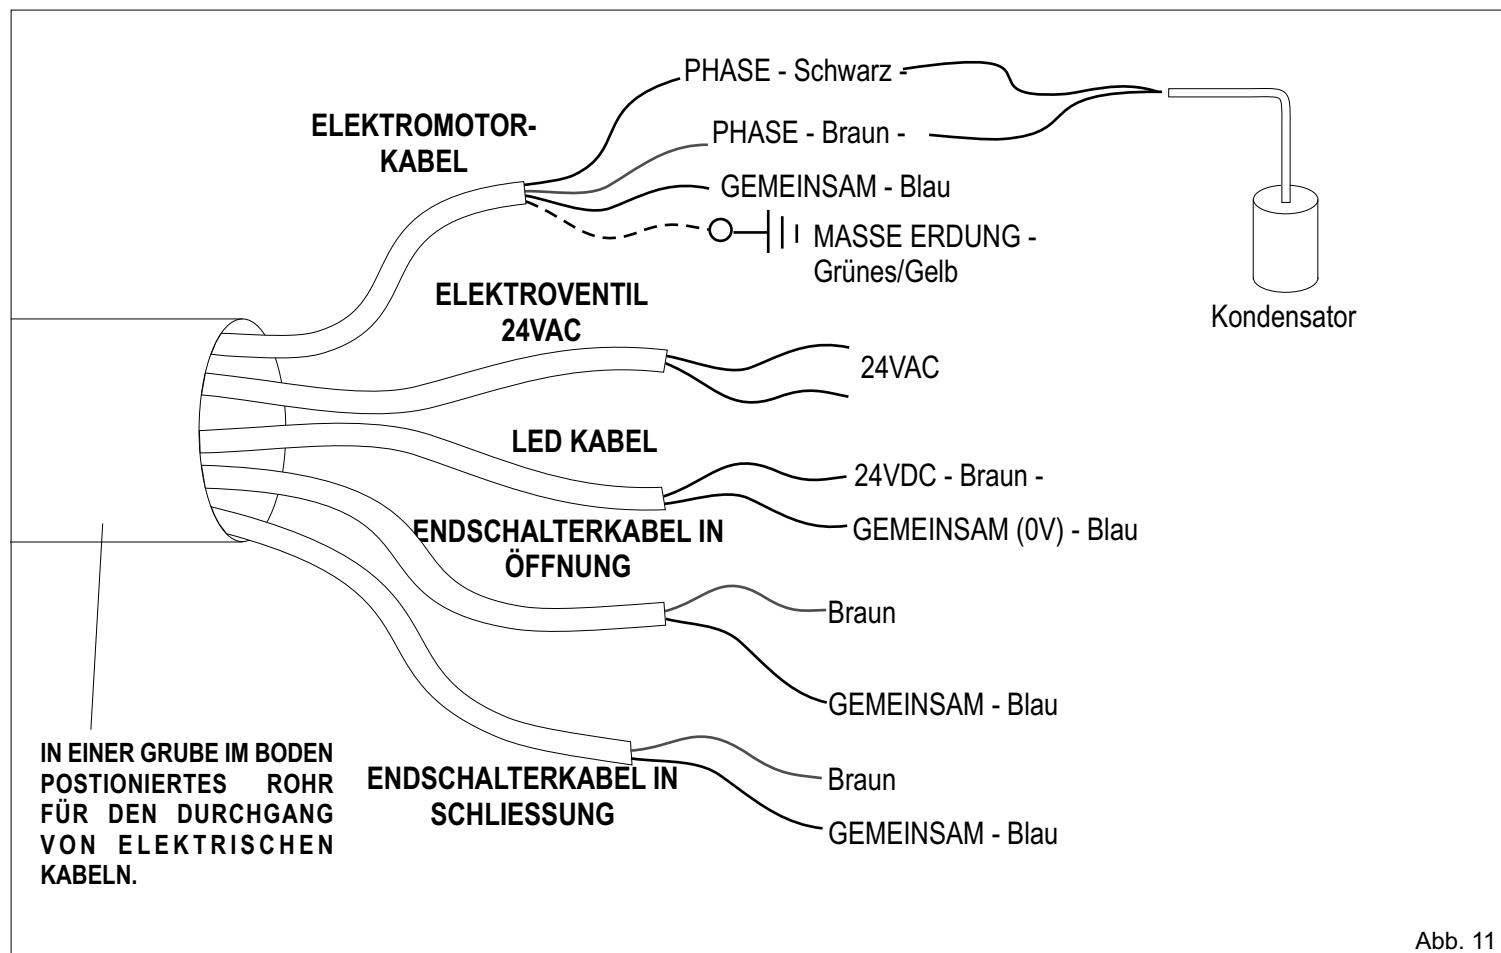 PHASE - Schwarz -
ELEKTROMOTOR-
KABEL
PHASE - Braun -
GEMEINSAM - Blau
MASSE ERDUNG -
Grünes/Gelb
Kondensator
ELEKTROVENTIL
24VAC
24VAC
LED KABEL
24VDC - Braun -
GEMEINSAM (0V) - Blau
ENDSCHALTERKABEL IN
ÖFFNUNG
Braun
GEMEINSAM - Blau
ENDSCHALTERKABEL IN
SCHLIESSUNG
Braun
GEMEINSAM - Blau
IN EINER GRUBE IM BODEN
POSTIONIERTES ROHR
FÜR DEN DURCHGANG
VON ELEKTRISCHEN
KABELN.
Abb. 11